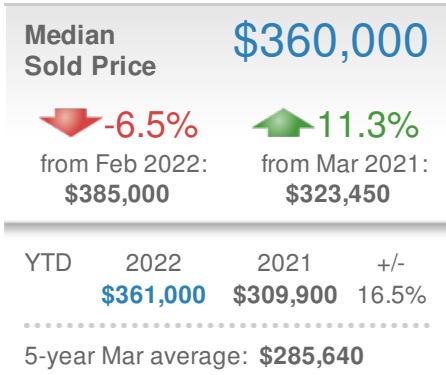 Median $360,000
Sold Price
-6.5% 11.3%
from Feb 2022: from Mar 2021:
$385,000 $323,450
YTD 2022 2021 +/-
$361,000 $309,900 16.5%
5-year Mar average: $285,640